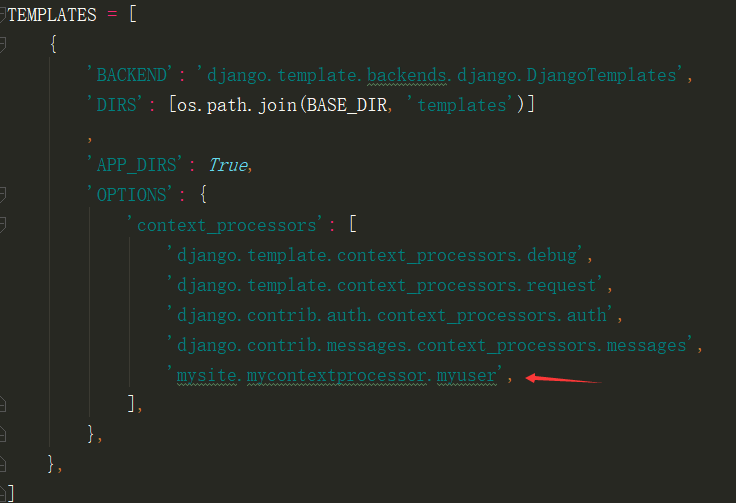 TEMPLATES = [
    {
        'BACKEND': 'django.template.backends.django.DjangoTemplates',
        'DIRS': [os.path.join(BASE_DIR, 'templates')]
        ,
        'APP_DIRS': True,
        'OPTIONS': {
            'context_processors': [
                'django.template.context_processors.debug',
                'django.template.context_processors.request',
                'django.contrib.auth.context_processors.auth',
                'django.contrib.messages.context_processors.messages',
                'mysite.mycontextprocessor.myuser',
            ],
        },
    },
]